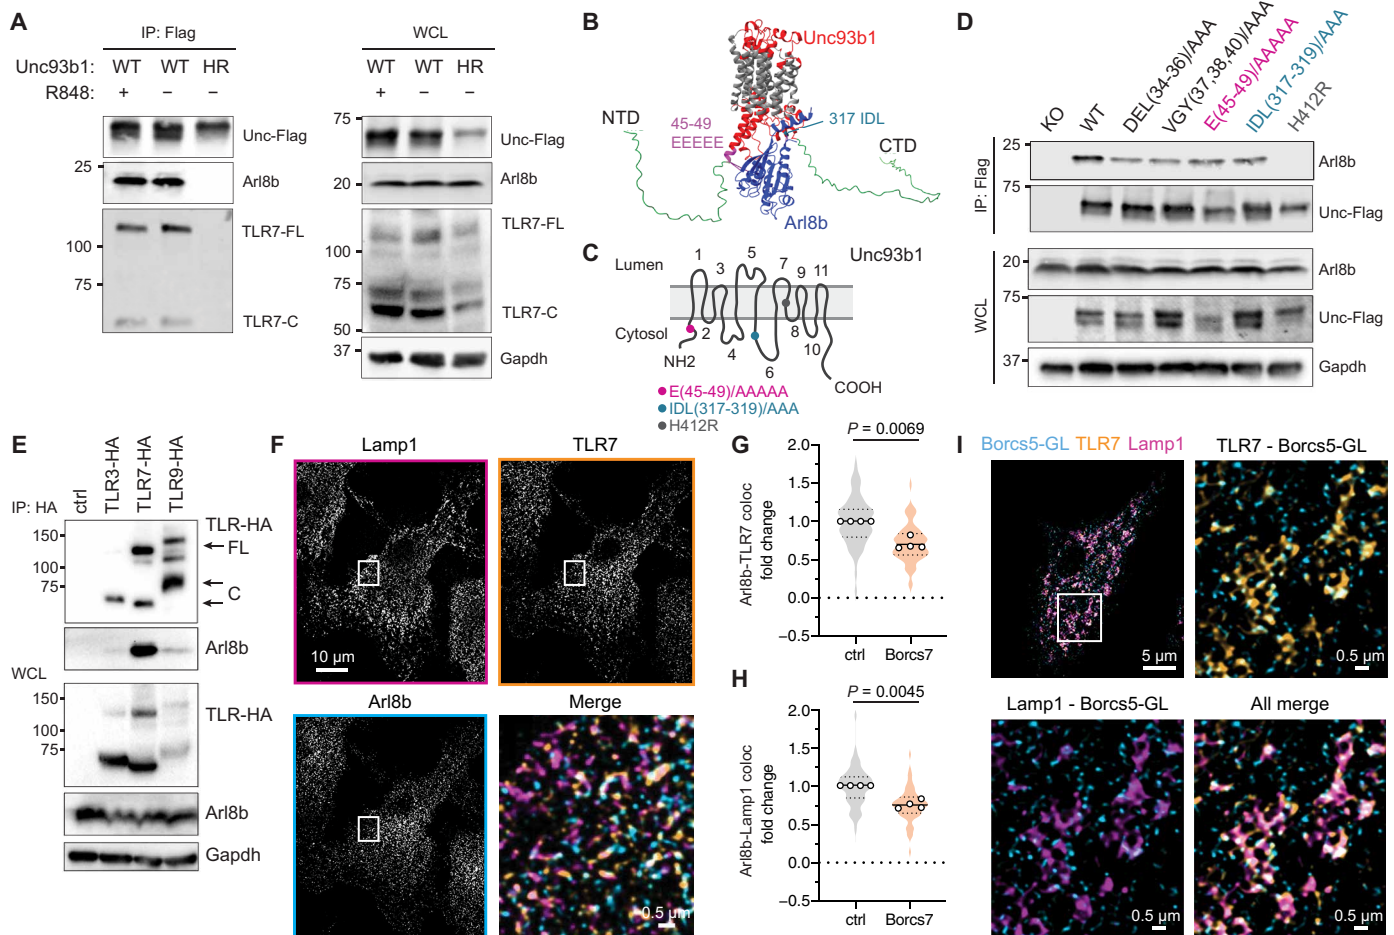 A
IP: Flag
WCL
Unc93b1: WT WT HR
WT WT HR
R848: + − −
+ − −
Unc-Flag
25
Arl8b
TLR7-FL
100
75
TLR7-C
75
Unc-Flag
20
Arl8b
TLR7-FL
100
75
TLR7-C
50
37
Gapdh
B
Unc93b1
NTD
45-49
EEEEE
317 IDL
CTD
Arl8b
C
Unc93b1
Lumen
1 3 5 7 9 11
Cytosol
2 4 6 8 10
NH2
COOH
E(45-49)/AAAAA
IDL(317-319)/AAA
H412R
D
KO
WT
DEL(34-36)/AAA
VGY(37,38,40)/AAA
E(45-49)/AAAAA
IDL(317-319)/AAA
H412R
IP: Flag
25
Arl8b
75
Unc-Flag
WCL
20
Arl8b
75
Unc-Flag
37
Gapdh
E
ctrl
TLR3-HA
TLR7-HA
TLR9-HA
IP: HA
150
TLR-HA
FL
100
75
C
Arl8b
WCL
150
TLR-HA
100
75
Arl8b
Gapdh
F
Lamp1
TLR7
10 µm
Arl8b
Merge
0.5 µm
G
P = 0.0069
Arl8b-TLR7 coloc
fold change
2.0
1.5
1.0
0.5
0.0
−0.5
ctrl Borcs7
H
P = 0.0045
Arl8b-Lamp1 coloc
fold change
2.0
1.5
1.0
0.5
0.0
−0.5
ctrl Borcs7
I
Borcs5-GL TLR7 Lamp1
TLR7 - Borcs5-GL
5 µm
0.5 µm
Lamp1 - Borcs5-GL
All merge
0.5 µm
0.5 µm